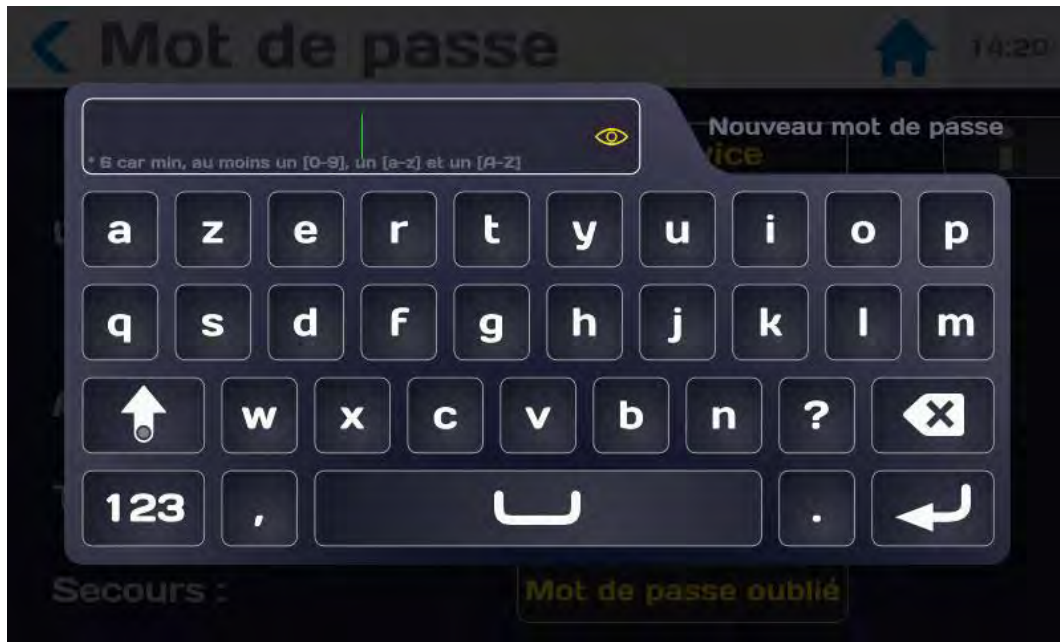 Mot de passe
14:20
Nouveau mot de passe
* 6 car min, au moins un [0-9], un [a-z] et un [A-Z]
a z e r t y u i o p
q s d f g h j k l m
w x c v b n ?
123 , .
Secours :
Mot de passe oublié